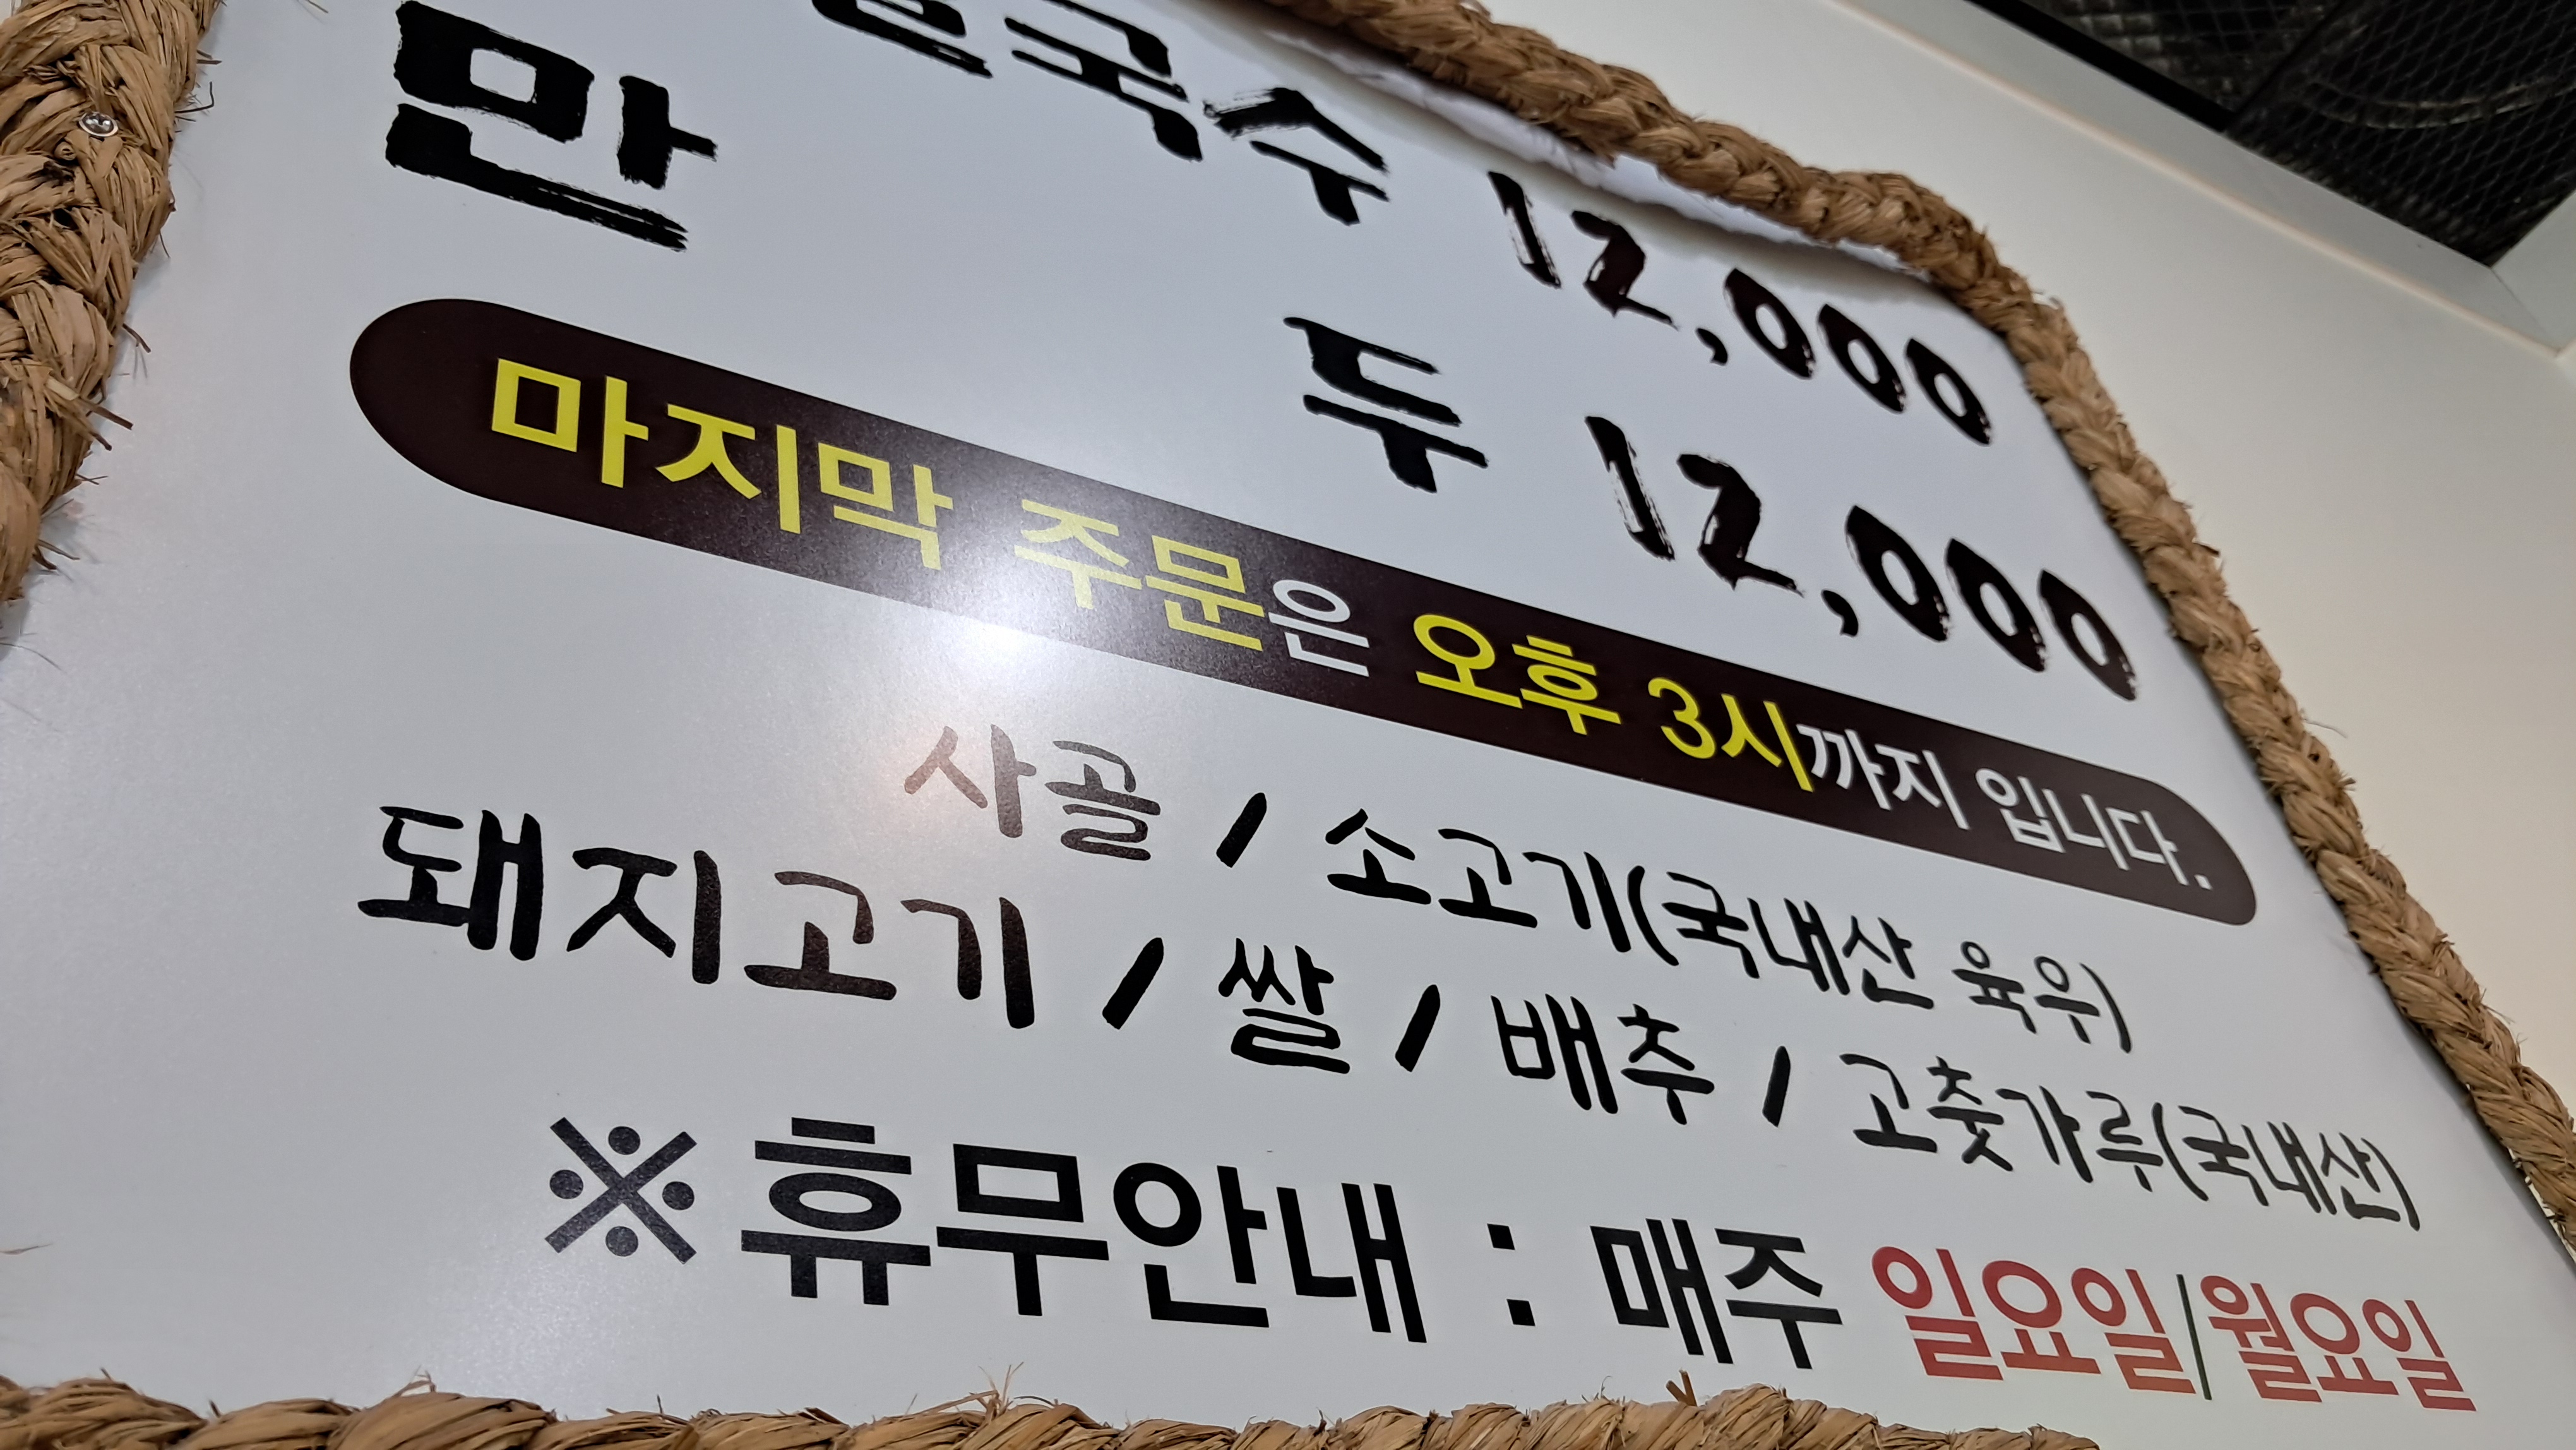 국수 12,000
만 두 12,000
마지막 주문은 오후 3시까지 입니다.
사골 / 소고기(국내산 육우)
돼지고기 / 쌀 / 배추 / 고춧가루(국내산)
※휴무안내 : 매주 일요일/월요일